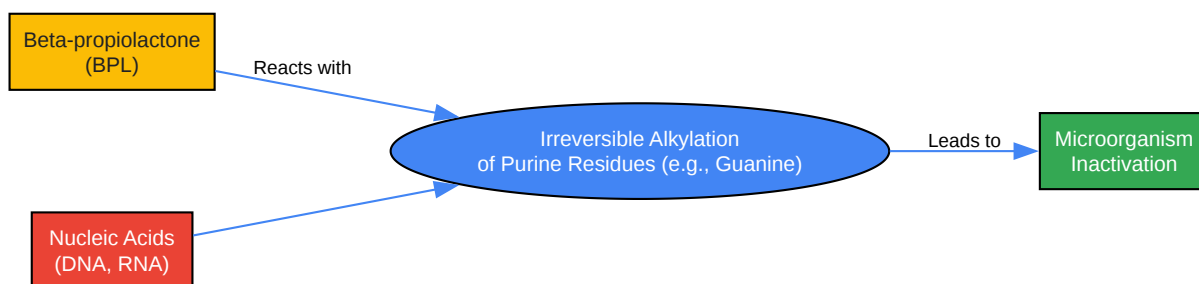 Beta-propiolactone
(BPL)
Reacts with
Irreversible Alkylation
of Purine Residues (e.g., Guanine)
Leads to
Microorganism
Inactivation
Nucleic Acids
(DNA, RNA)